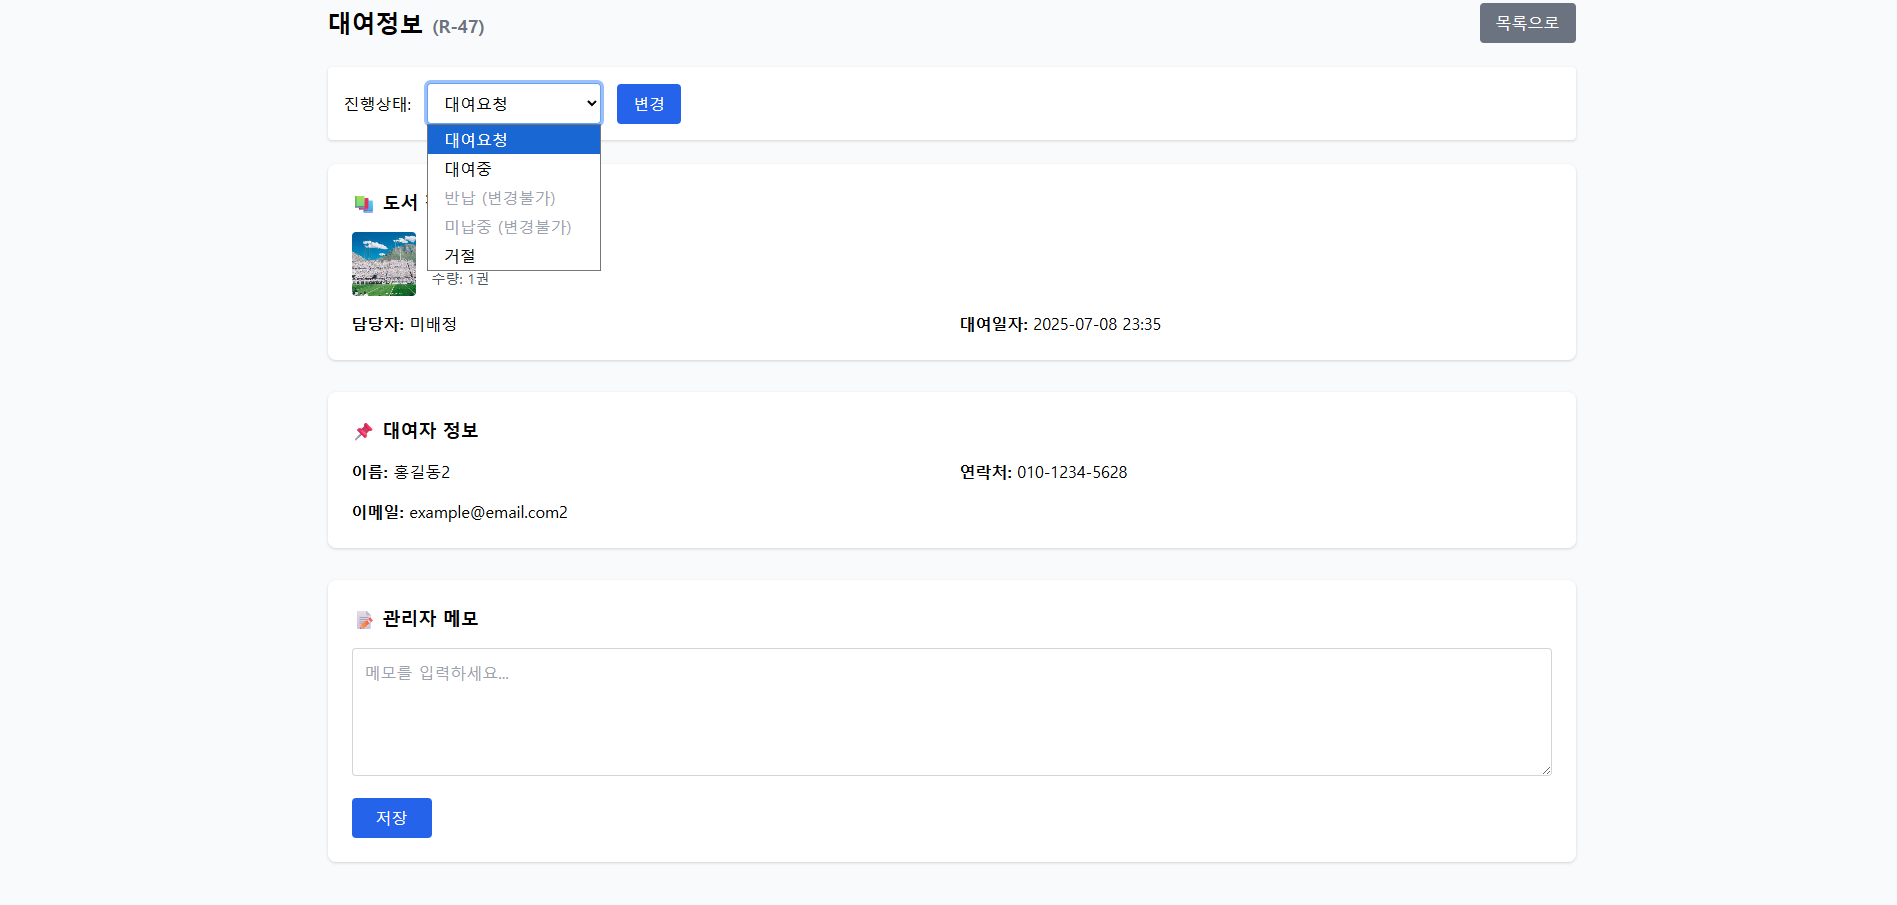 대여정보 (R-47)
목록으로
진행상태: 대여요청 변경
대여요청
대여중
반납 (변경불가)
미납중 (변경불가)
거절
도서
수량: 1권
담당자: 미배정
대여일자: 2025-07-08 23:35
대여자 정보
이름: 홍길동2
연락처: 010-1234-5628
이메일: example@email.com2
관리자 메모
메모를 입력하세요...
저장